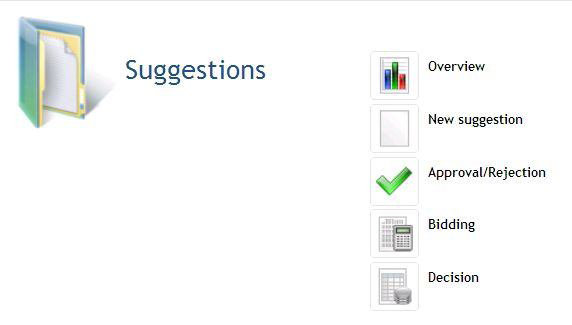 Suggestions
Overview
New suggestion
Approval/Rejection
Bidding
Decision